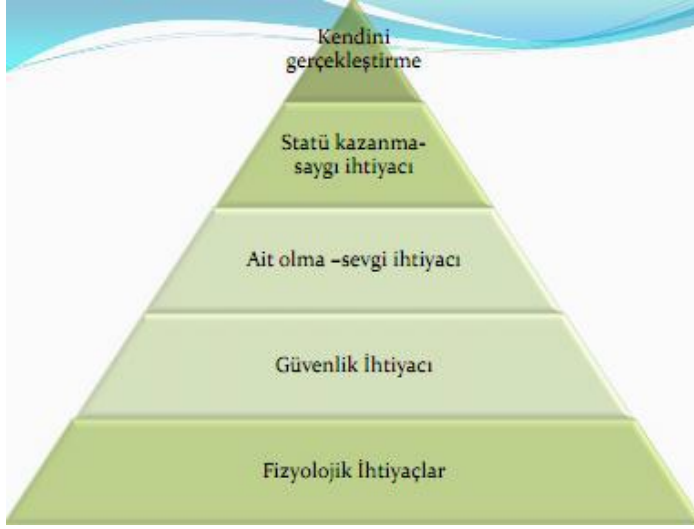 Kendini
gerçekleştirme
Statü kazanma-
saygı ihtiyacı
Ait olma –sevgi ihtiyacı
Güvenlik İhtiyacı
Fizyolojik İhtiyaçlar